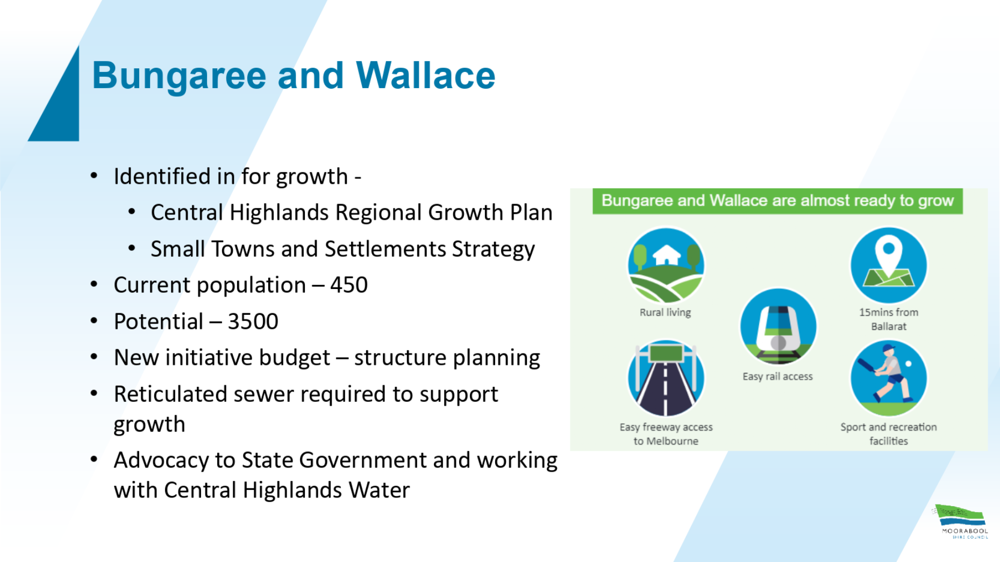 Bungaree and Wallace
• Identified in for growth -
• Central Highlands Regional Growth Plan
• Small Towns and Settlements Strategy
• Current population – 450
• Potential – 3500
• New initiative budget – structure planning
• Reticulated sewer required to support
growth
• Advocacy to State Government and working
with Central Highlands Water
Bungaree and Wallace are almost ready to grow
Rural living
15mins from
Ballarat
Easy rail access
Easy freeway access
to Melbourne
Sport and recreation
facilities
MOORABOOL
SHIRE COUNCIL